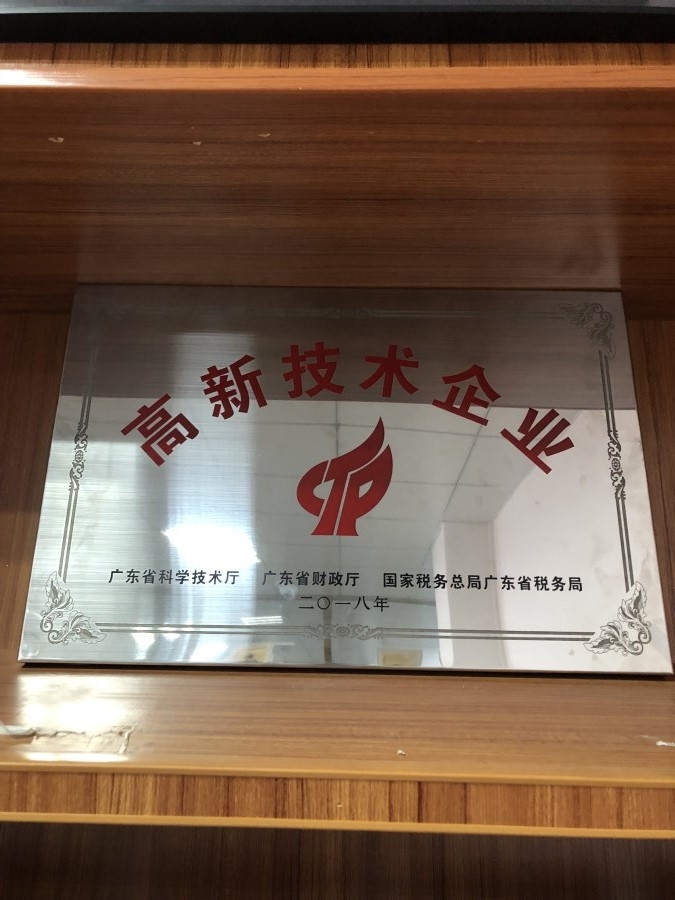 高新技术企业
广东省科学技术厅 广东省财政厅 国家税务总局广东省税务局
二〇一八年